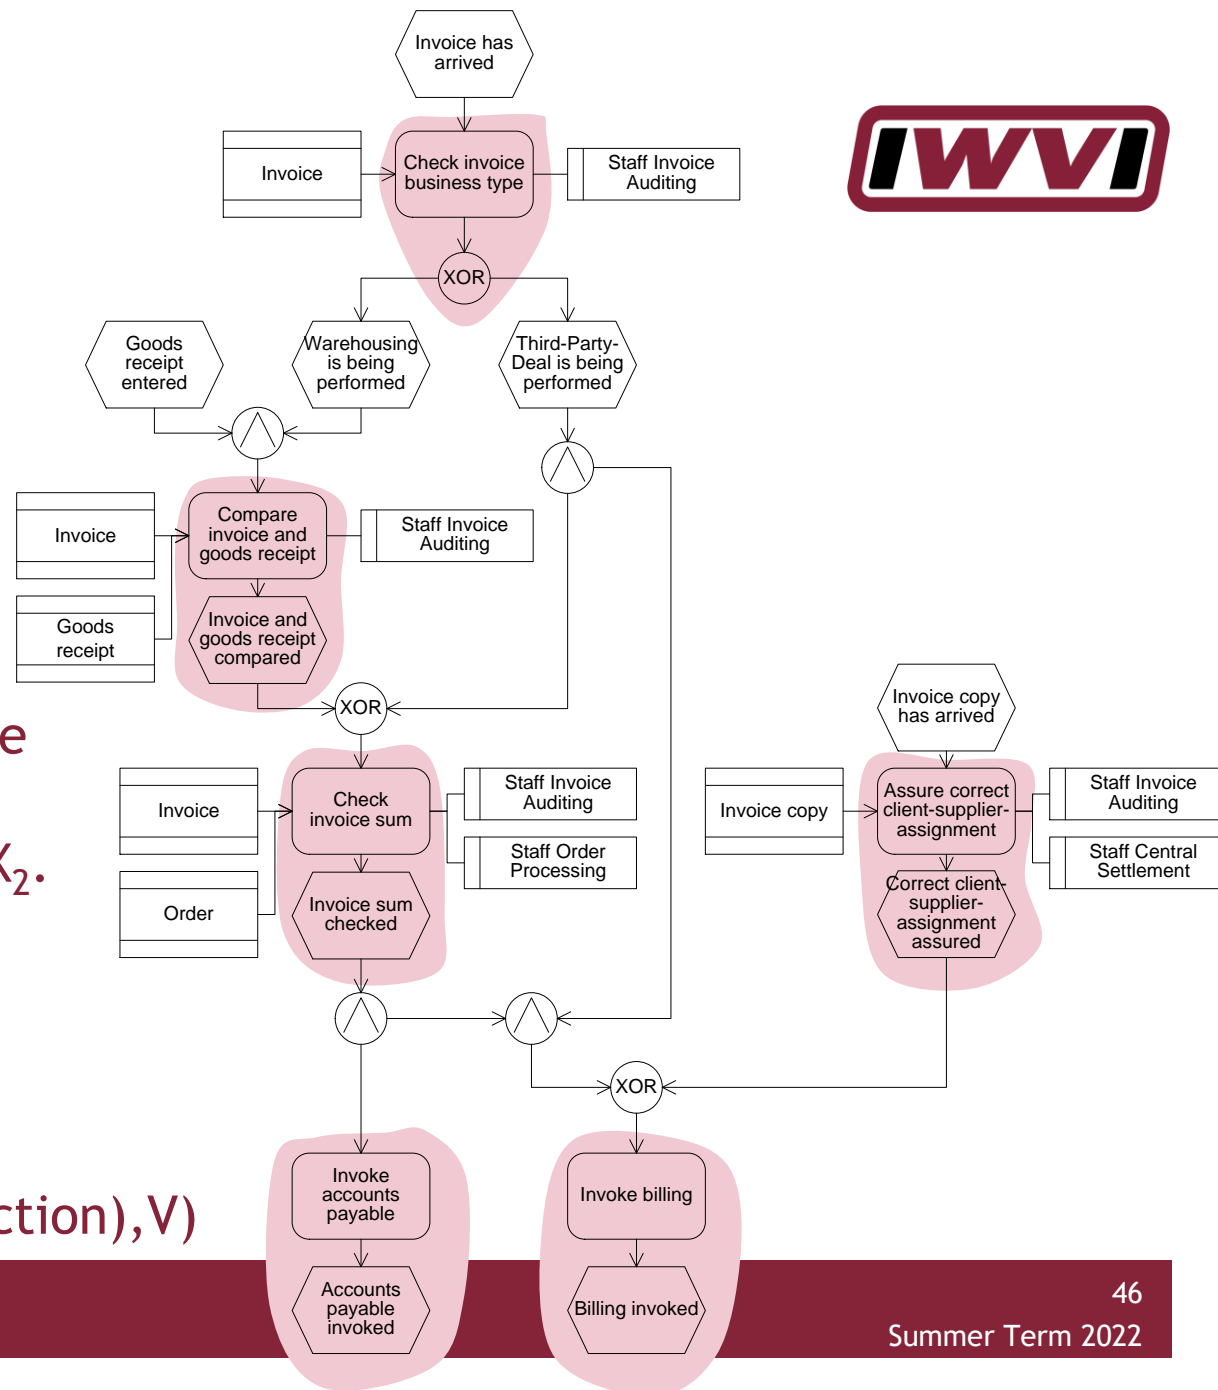 Invoice has
arrived
IWVI
Invoice
Check invoice
business type
Staff Invoice
Auditing
XOR
Goods
receipt
entered
Warehousing
is being
performed
Third-Party-
Deal is being
performed
Invoice
Compare
invoice and
goods receipt
Staff Invoice
Auditing
Goods
receipt
Invoice and
goods receipt
compared
XOR
Invoice copy
has arrived
e
Invoice
Check
invoice sum
Staff Invoice
Auditing
Invoice copy
Assure correct
client-supplier-
assignment
Staff Invoice
Auditing
Staff Order
Processing
Staff Central
Settlement
X₂.
Order
Invoice sum
checked
Correct client-
supplier-
assignment
assured
XOR
Invoke
accounts
payable
Invoke billing
ction),V)
Accounts
payable
invoked
Billing invoked
46
Summer Term 2022